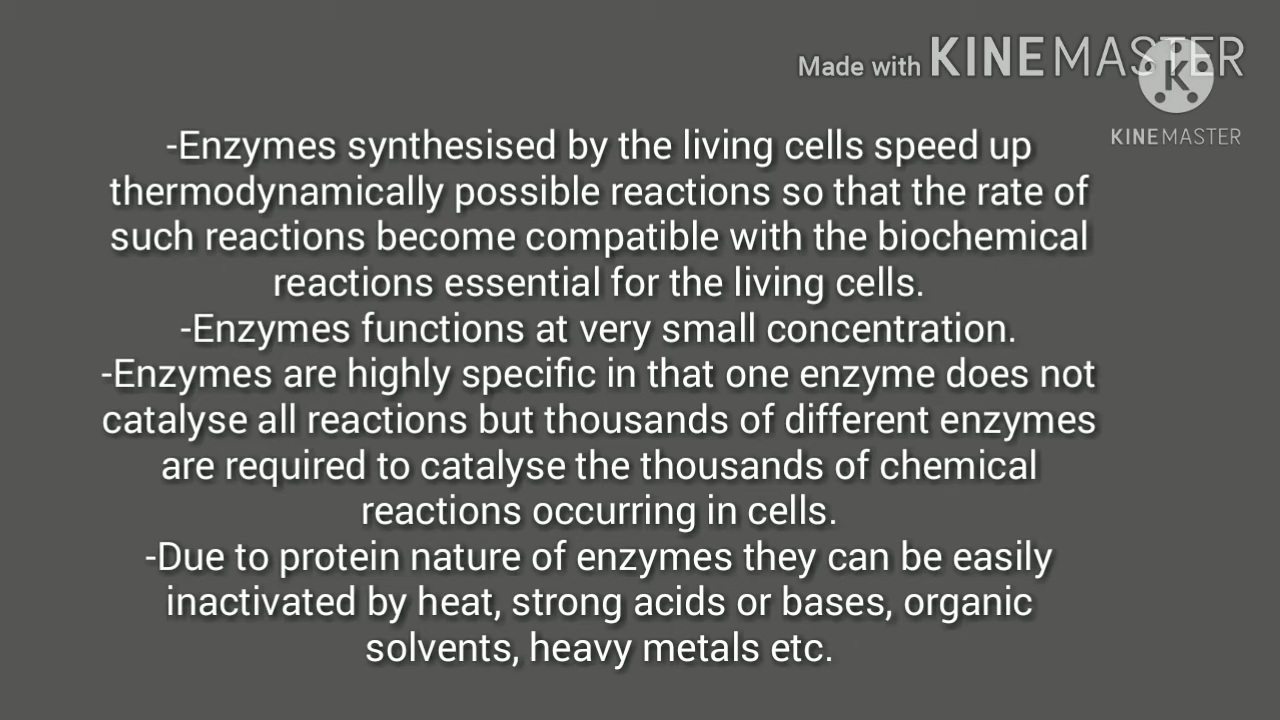 Made with KINEMASTER
K
KINEMASTER
-Enzymes synthesised by the living cells speed up
thermodynamically possible reactions so that the rate of
such reactions become compatible with the biochemical
reactions essential for the living cells.
-Enzymes functions at very small concentration.
-Enzymes are highly specific in that one enzyme does not
catalyse all reactions but thousands of different enzymes
are required to catalyse the thousands of chemical
reactions occurring in cells.
-Due to protein nature of enzymes they can be easily
inactivated by heat, strong acids or bases, organic
solvents, heavy metals etc.